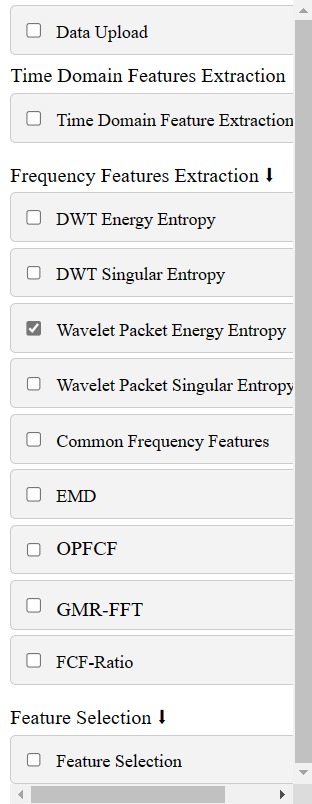 Data Upload
Time Domain Features Extraction
Time Domain Feature Extraction
Frequency Features Extraction ⬇
DWT Energy Entropy
DWT Singular Entropy
Wavelet Packet Energy Entropy
Wavelet Packet Singular Entropy
Common Frequency Features
EMD
OPFCF
GMR-FFT
FCF-Ratio
Feature Selection ⬇
Feature Selection